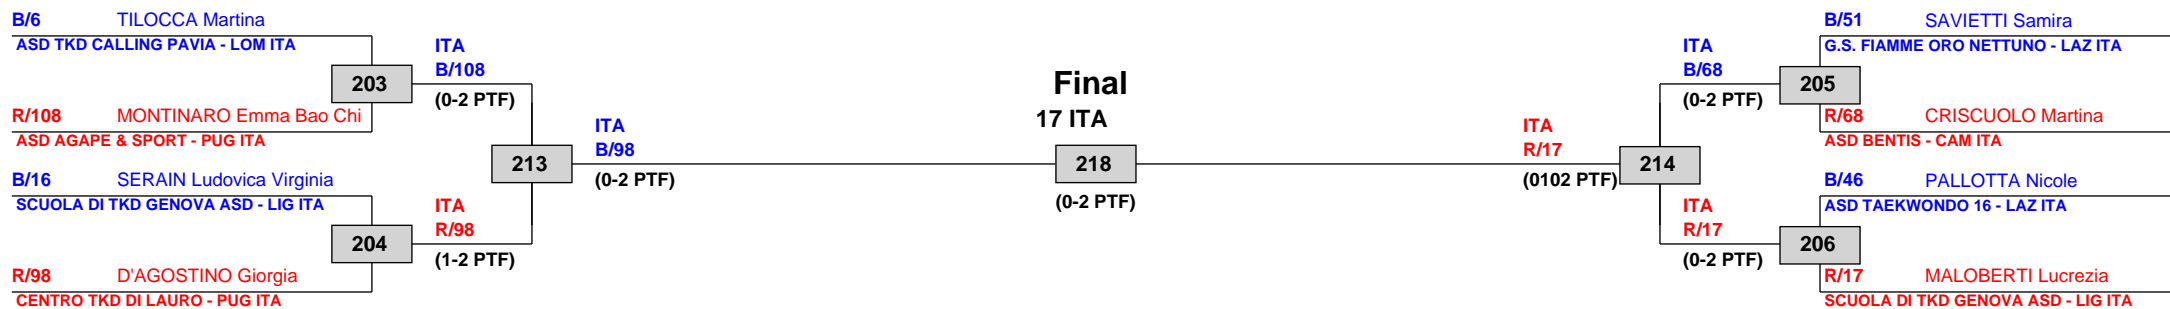 B/6 TILOCCA Martina
ASD TKD CALLING PAVIA - LOM ITA
203
R/108 MONTINARO Emma Bao Chi
ASD AGAPE & SPORT - PUG ITA
B/16 SERAIN Ludovica Virginia
SCUOLA DI TKD GENOVA ASD - LIG ITA
204
R/98 D'AGOSTINO Giorgia
CENTRO TKD DI LAURO - PUG ITA
ITA
B/108
(0-2 PTF)
213
ITA
R/98
(1-2 PTF)
ITA
B/98
(0-2 PTF)
Final
17 ITA
218
(0-2 PTF)
ITA
R/17
(0102 PTF)
214
ITA
B/68
(0-2 PTF)
ITA
R/17
(0-2 PTF)
B/51 SAVIETTI Samira
G.S. FIAMME ORO NETTUNO - LAZ ITA
205
R/68 CRISCUOLO Martina
ASD BENTIS - CAM ITA
B/46 PALLOTTA Nicole
ASD TAEKWONDO 16 - LAZ ITA
206
R/17 MALOBERTI Lucrezia
SCUOLA DI TKD GENOVA ASD - LIG ITA